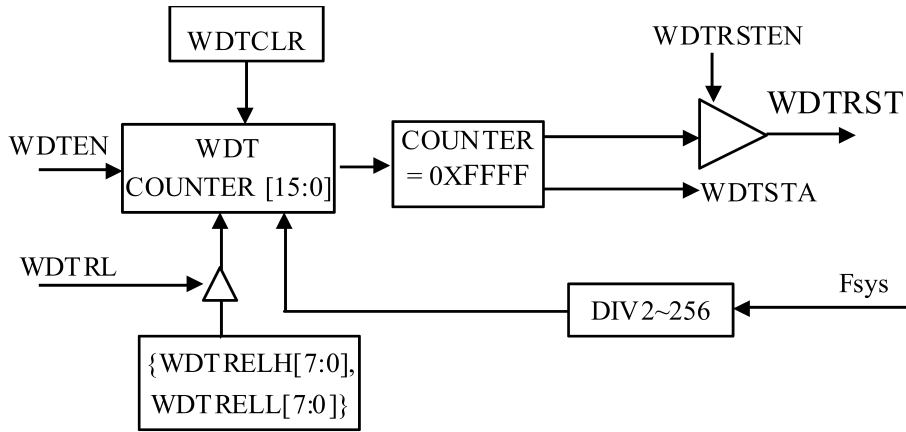 WDTCLR
WDTRSTEN
WDTRST
WDTEN
WDT
COUNTER [15:0]
COUNTER
= 0XFFFF
WDTSTA
WDTRL
Fsys
DIV2~256
{WDTRELH[7:0],
WDTRELL[7:0]}